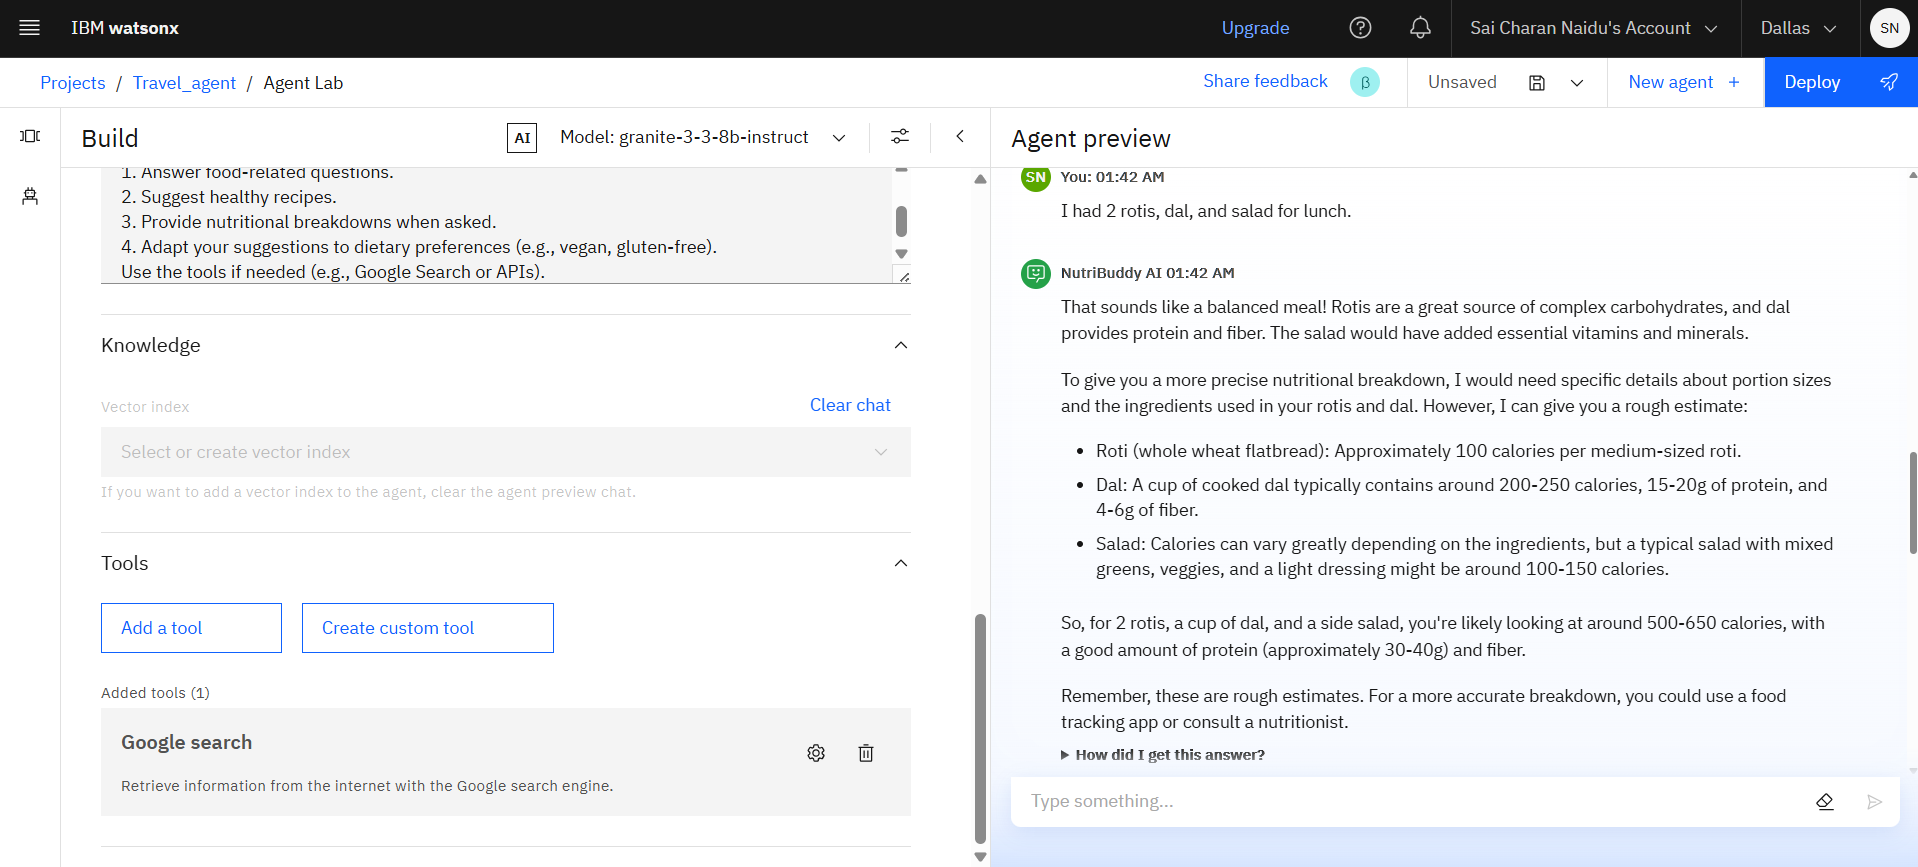 IBM watsonx
Upgrade
Sai Charan Naidu's Account
Dallas
SN
Projects / Travel_agent / Agent Lab
Share feedback
β
Unsaved
New agent +
Deploy
Build
AI
Model: granite-3-3-8b-instruct
1. Answer food-related questions.
2. Suggest healthy recipes.
3. Provide nutritional breakdowns when asked.
4. Adapt your suggestions to dietary preferences (e.g., vegan, gluten-free).
Use the tools if needed (e.g., Google Search or APIs).
Knowledge
Vector index
Clear chat
Select or create vector index
If you want to add a vector index to the agent, clear the agent preview chat.
Tools
Add a tool
Create custom tool
Added tools (1)
Google search
Retrieve information from the internet with the Google search engine.
Agent preview
SN
You: 01:42 AM
I had 2 rotis, dal, and salad for lunch.
NutriBuddy AI 01:42 AM
That sounds like a balanced meal! Rotis are a great source of complex carbohydrates, and dal
provides protein and fiber. The salad would have added essential vitamins and minerals.
To give you a more precise nutritional breakdown, I would need specific details about portion sizes
and the ingredients used in your rotis and dal. However, I can give you a rough estimate:
• Roti (whole wheat flatbread): Approximately 100 calories per medium-sized roti.
• Dal: A cup of cooked dal typically contains around 200-250 calories, 15-20g of protein, and
4-6g of fiber.
• Salad: Calories can vary greatly depending on the ingredients, but a typical salad with mixed
greens, veggies, and a light dressing might be around 100-150 calories.
So, for 2 rotis, a cup of dal, and a side salad, you're likely looking at around 500-650 calories, with
a good amount of protein (approximately 30-40g) and fiber.
Remember, these are rough estimates. For a more accurate breakdown, you could use a food
tracking app or consult a nutritionist.
How did I get this answer?
Type something...